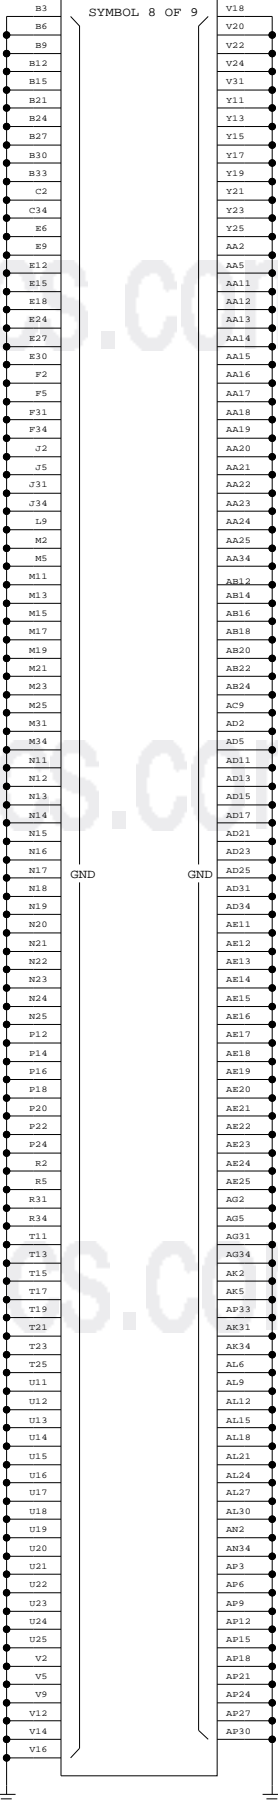 SYMBOL 8 OF 9
B3
B6
B9
B12
B15
B21
B24
B27
B30
B33
C2
C34
E6
E9
E12
E15
E18
E24
E27
E30
F2
F5
F31
F34
J2
J5
J31
J34
L9
M2
M5
M11
M13
M15
M17
M19
M21
M23
M25
M31
M34
N11
N12
N13
N14
N15
N16
N17
N18
N19
N20
N21
N22
N23
N24
N25
P12
P14
P16
P18
P20
P22
P24
R2
R5
R31
R34
T11
T13
T15
T17
T19
T21
T23
T25
U11
U12
U13
U14
U15
U16
U17
U18
U19
U20
U21
U22
U23
U24
U25
V2
V5
V9
V12
V14
V16
GND
GND
V18
V20
V22
V24
V31
Y11
Y13
Y15
Y17
Y19
Y21
Y23
Y25
AA2
AA5
AA11
AA12
AA13
AA14
AA15
AA16
AA17
AA18
AA19
AA20
AA21
AA22
AA23
AA24
AA25
AA34
AB12
AB14
AB16
AB18
AB20
AB22
AB24
AC9
AD2
AD5
AD11
AD13
AD15
AD17
AD21
AD23
AD25
AD31
AD34
AE11
AE12
AE13
AE14
AE15
AE16
AE17
AE18
AE19
AE20
AE21
AE22
AE23
AE24
AE25
AG2
AG5
AG31
AG34
AK2
AK5
AP33
AK31
AK34
AL6
AL9
AL12
AL15
AL18
AL21
AL24
AL27
AL30
AN2
AN34
AP3
AP6
AP9
AP12
AP15
AP18
AP21
AP24
AP27
AP30
cs.com
cs.com
cs.com